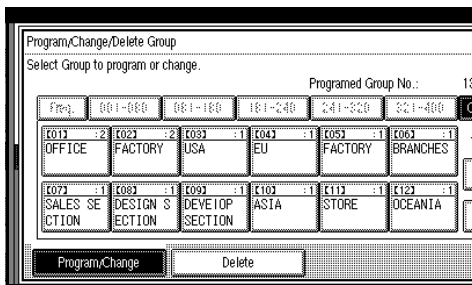 Program/Change/Delete Group
Select Group to program or change.
Programed Group No.: 13
Freq. 001-080 081-160 161-240 241-320 321-400
[01] :2 [02] :2 [03] :1 [04] :1 [05] :1 [06] :1
OFFICE FACTORY USA EU FACTORY BRANCHES
[07] :1 [08] :1 [09] :1 [10] :1 [11] :1 [12] :1
SALES SE DESIGN S DEVEIOP ASIA STORE OCEANIA
CTION ECTION SECTION
Program/Change Delete